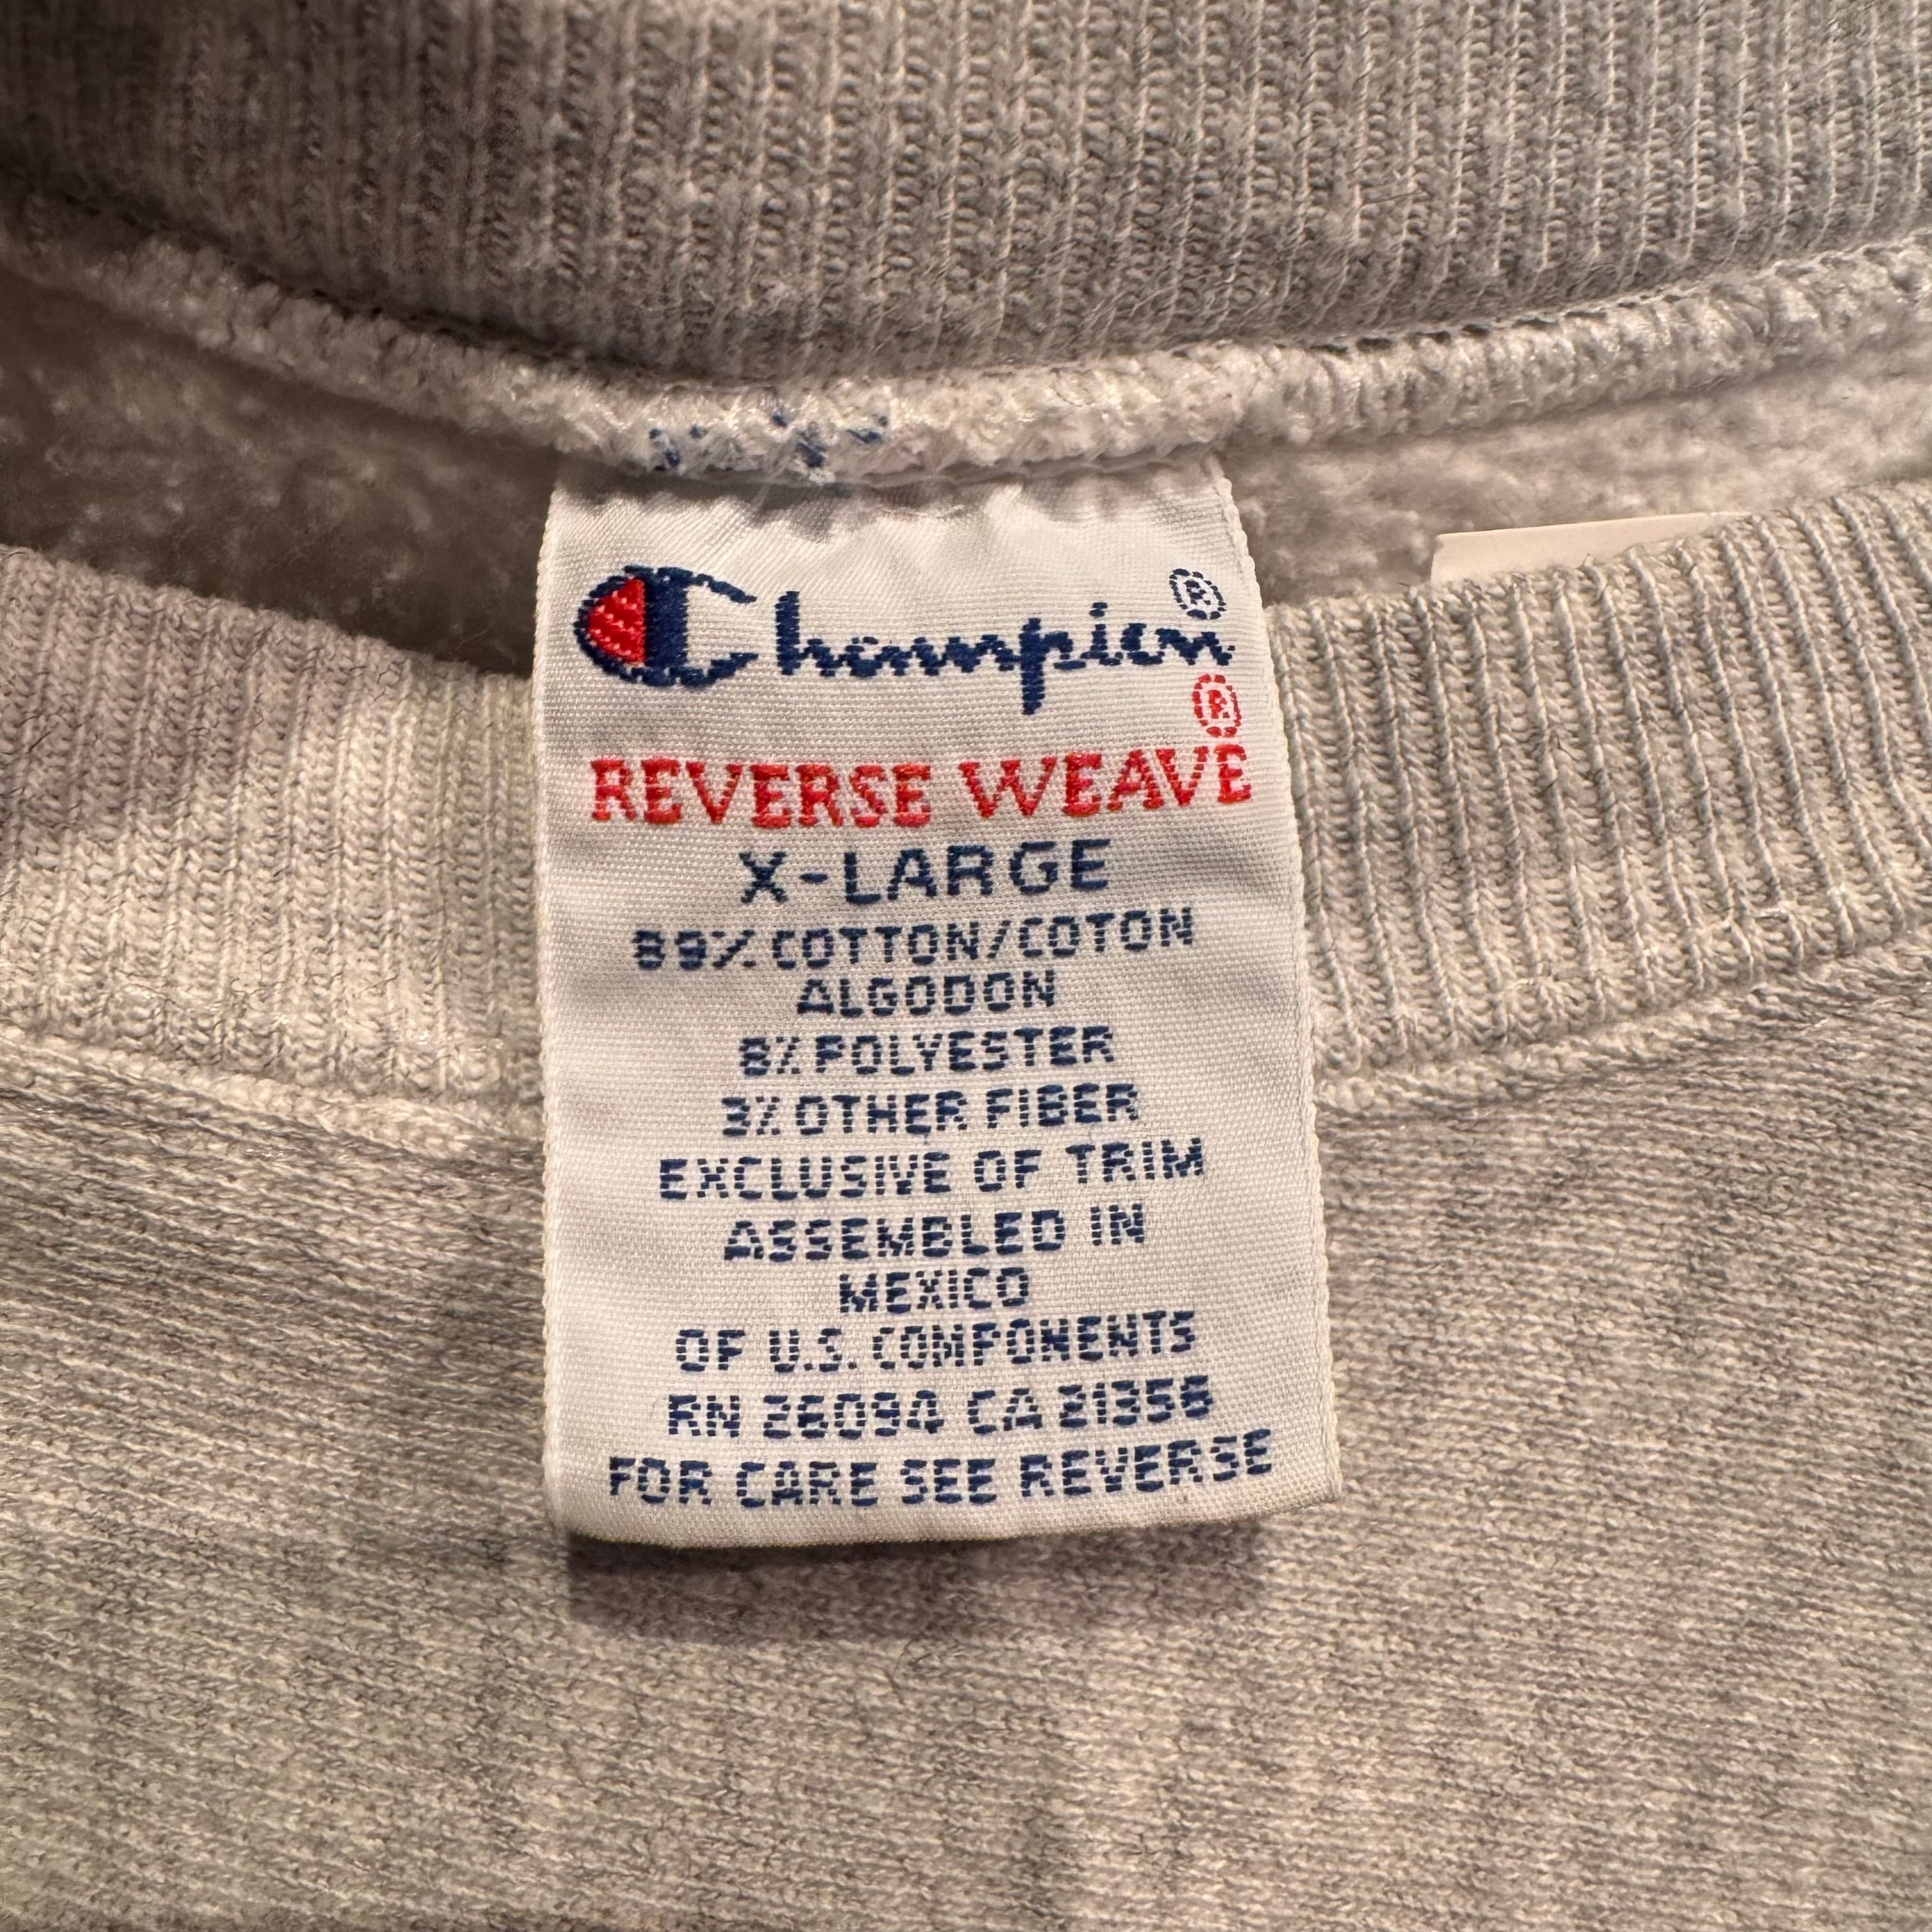 Champion®
®
REVERSE WEAVE
X-LARGE
89% COTTON/COTON
ALGODON
8% POLYESTER
3% OTHER FIBER
EXCLUSIVE OF TRIM
ASSEMBLED IN
MEXICO
OF U.S. COMPONENTS
RN 26094 CA 21356
FOR CARE SEE REVERSE